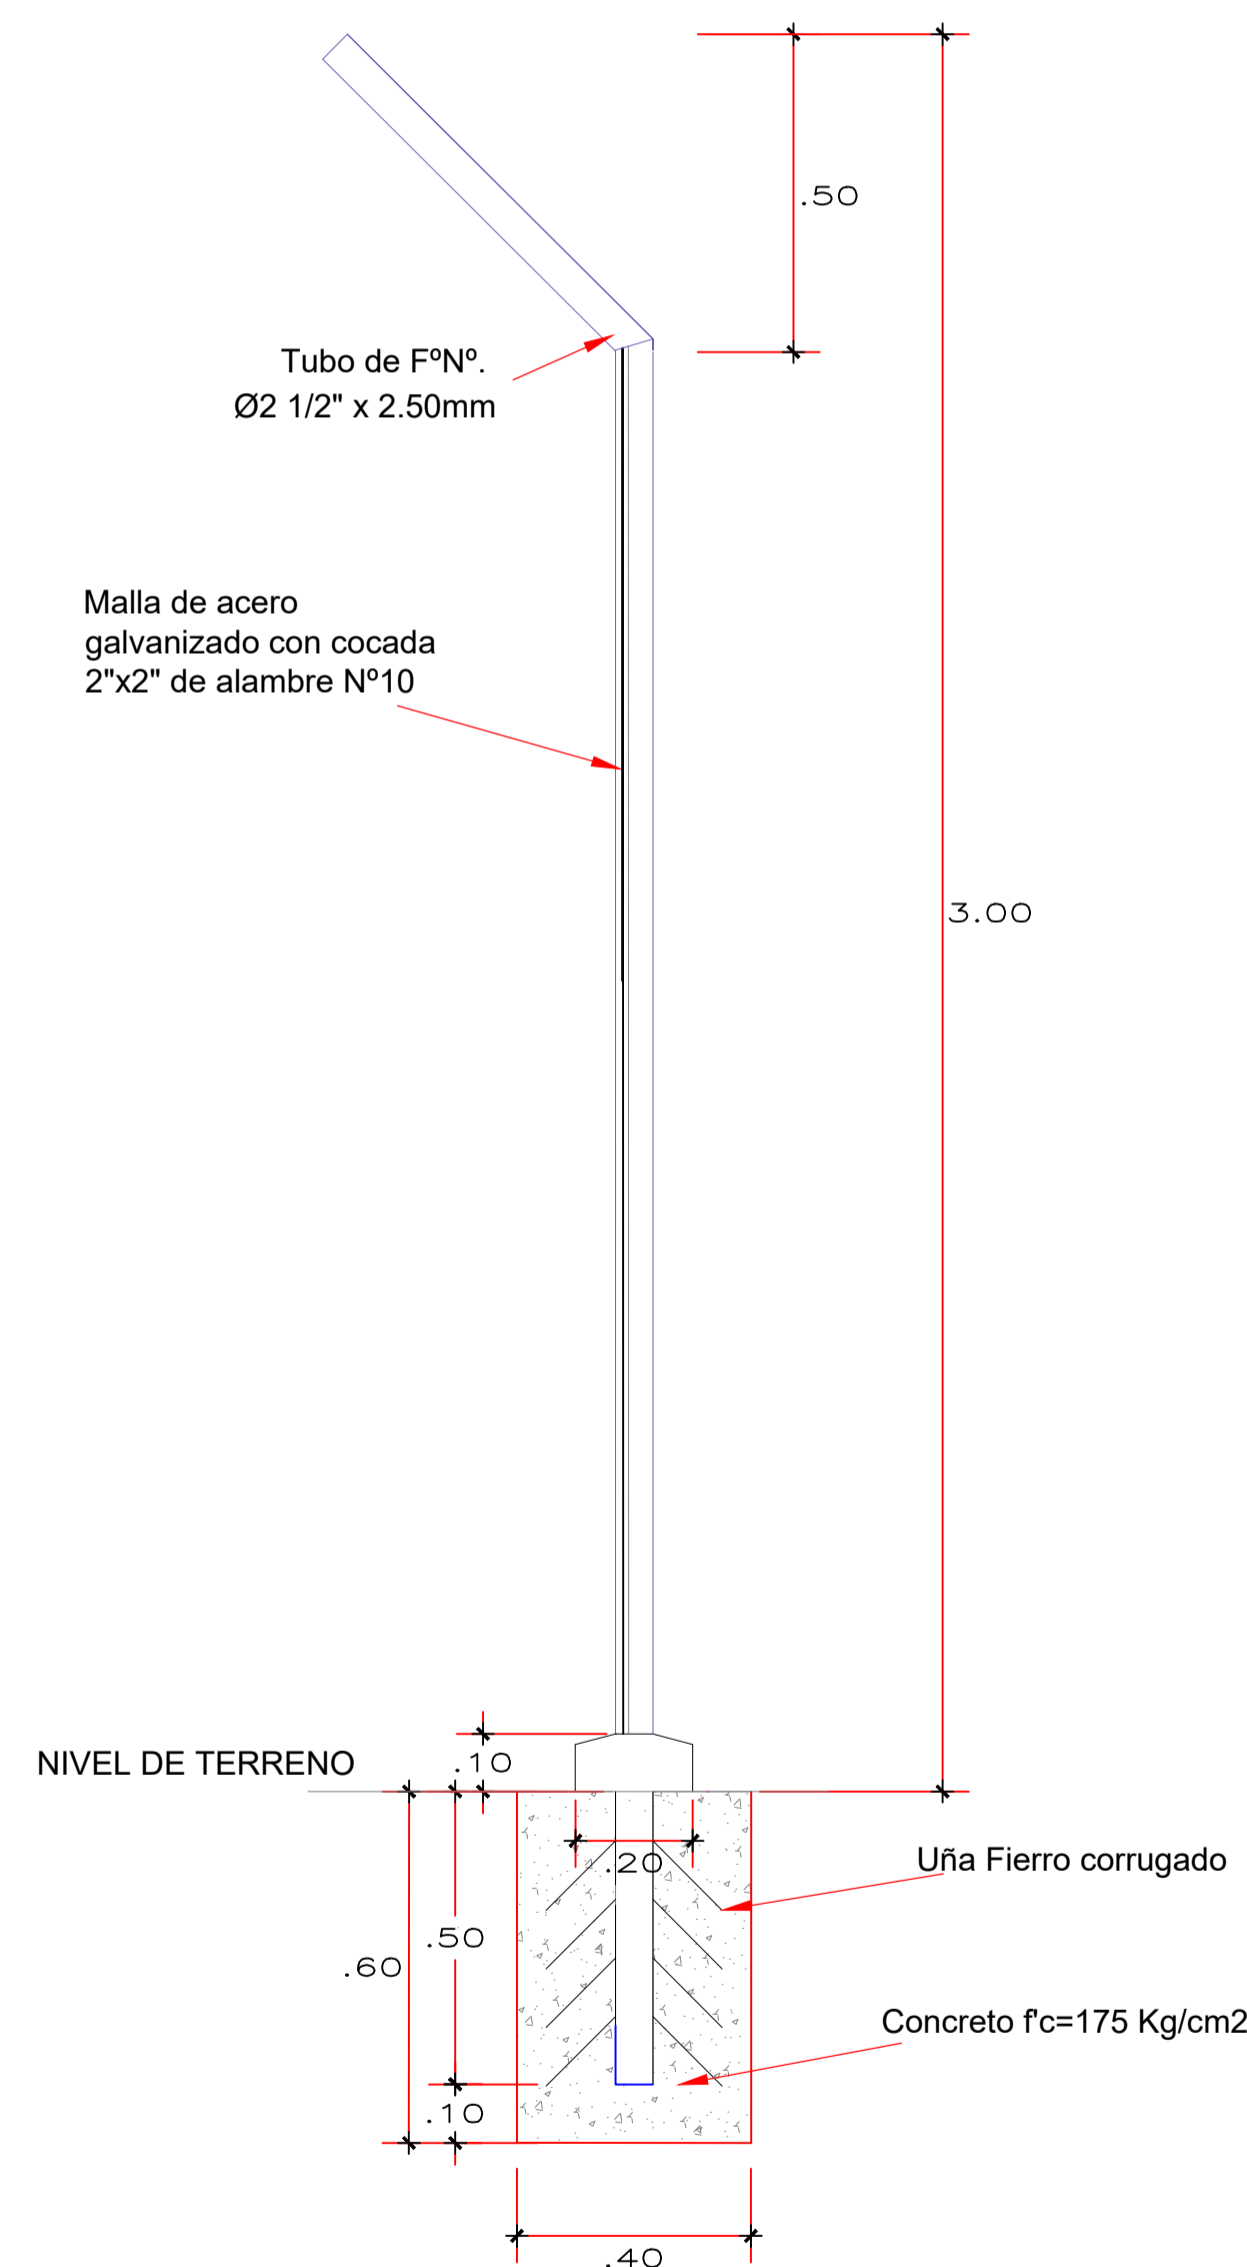 .50
Tubo de FºNº.
Ø2 1/2" x 2.50mm
Malla de acero
galvanizado con cocada
2"x2" de alambre Nº10
3.00
NIVEL DE TERRENO
.10
.20
Uña Fierro corrugado
.50
.60
Concreto f'c=175 Kg/cm2
.10
.40